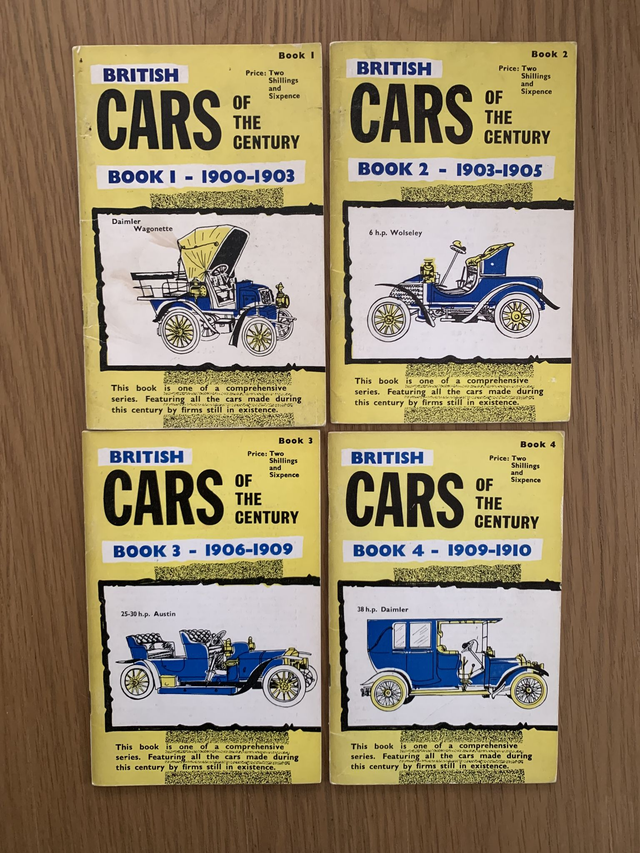 Book 1
BRITISH
Price: Two
Shillings
and
Sixpence
CARS
OF
THE
CENTURY
BOOK 1 - 1900-1903
Daimler
Wagonette
This book is one of a comprehensive
series. Featuring all the cars made during
this century by firms still in existence.
Book 2
BRITISH
Price: Two
Shillings
and
Sixpence
CARS
OF
THE
CENTURY
BOOK 2 - 1903-1905
6 h.p. Wolseley
This book is one of a comprehensive
series. Featuring all the cars made during
this century by firms still in existence.
Book 3
BRITISH
Price: Two
Shillings
and
Sixpence
CARS
OF
THE
CENTURY
BOOK 3 - 1906-1909
25-30 h.p. Austin
This book is one of a comprehensive
series. Featuring all the cars made during
this century by firms still in existence.
Book 4
BRITISH
Price: Two
Shillings
and
Sixpence
CARS
OF
THE
CENTURY
BOOK 4 - 1909-1910
38 h.p. Daimler
This book is one of a comprehensive
series. Featuring all the cars made during
this century by firms still in existence.